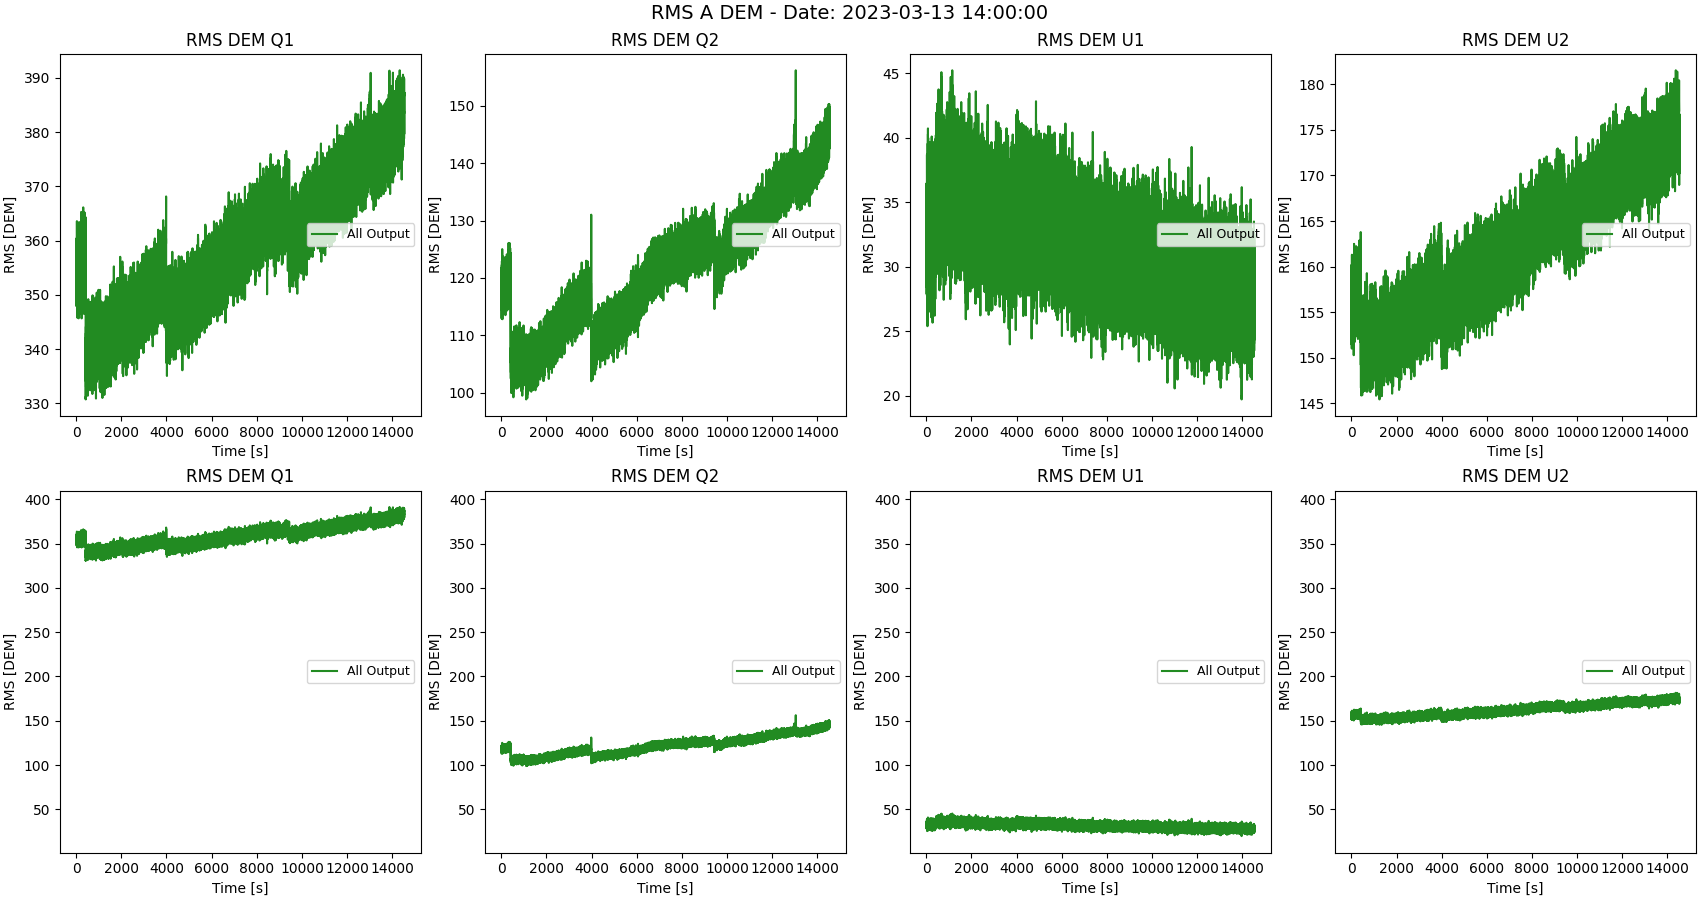 RMS A DEM - Date: 2023-03-13 14:00:00
RMS DEM Q1
RMS [DEM]
390
380
370
360
350
340
330
All Output
0 2000 4000 6000 8000 10000 12000 14000
Time [s]
RMS DEM Q2
RMS [DEM]
150
140
130
120
110
100
All Output
0 2000 4000 6000 8000 10000 12000 14000
Time [s]
RMS DEM U1
RMS [DEM]
45
40
35
30
25
20
All Output
0 2000 4000 6000 8000 10000 12000 14000
Time [s]
RMS DEM U2
RMS [DEM]
180
175
170
165
160
155
150
145
All Output
0 2000 4000 6000 8000 10000 12000 14000
Time [s]
RMS DEM Q1
RMS [DEM]
400
350
300
250
200
150
100
50
All Output
0 2000 4000 6000 8000 10000 12000 14000
Time [s]
RMS DEM Q2
RMS [DEM]
400
350
300
250
200
150
100
50
All Output
0 2000 4000 6000 8000 10000 12000 14000
Time [s]
RMS DEM U1
RMS [DEM]
400
350
300
250
200
150
100
50
All Output
0 2000 4000 6000 8000 10000 12000 14000
Time [s]
RMS DEM U2
RMS [DEM]
400
350
300
250
200
150
100
50
All Output
0 2000 4000 6000 8000 10000 12000 14000
Time [s]